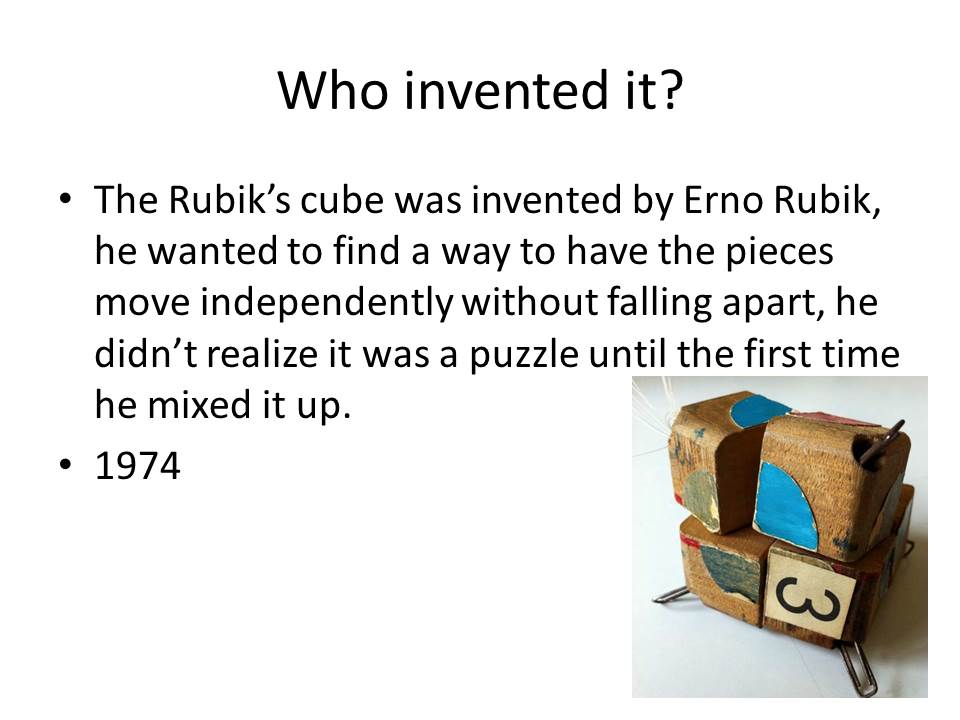 Who invented it?
• The Rubik’s cube was invented by Erno Rubik,
he wanted to find a way to have the pieces
move independently without falling apart, he
didn’t realize it was a puzzle until the first time
he mixed it up.
• 1974
3